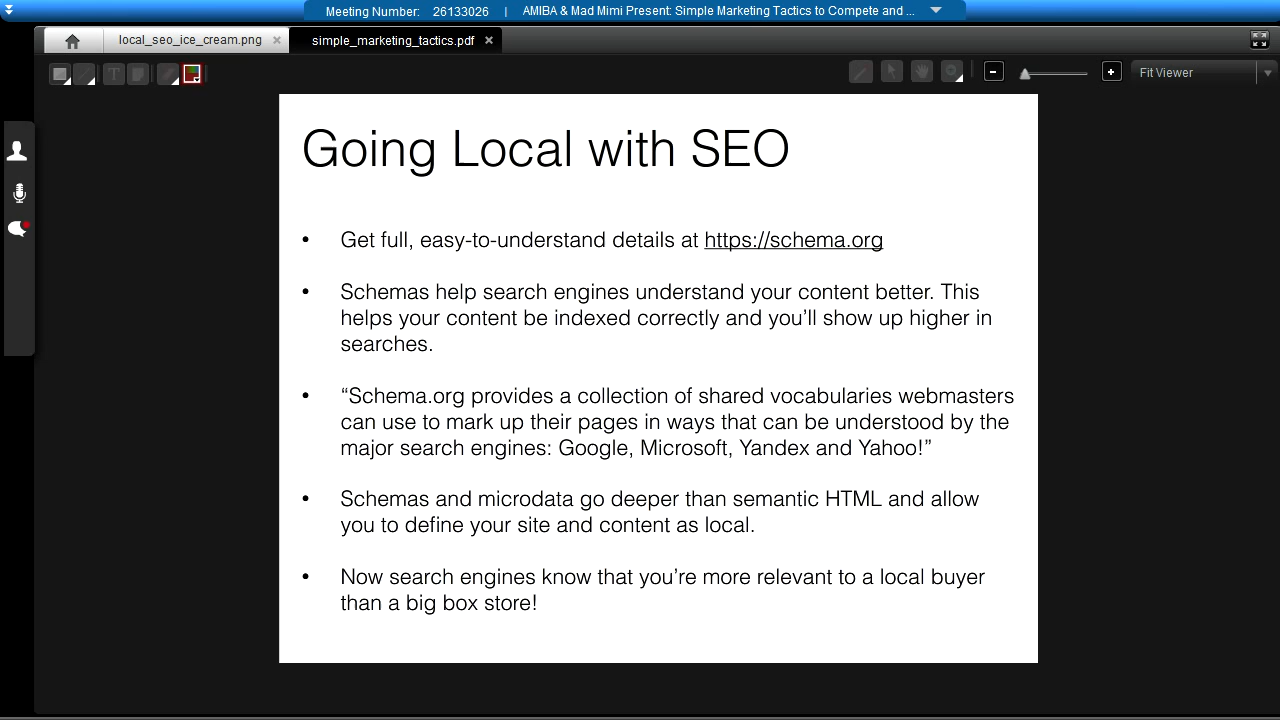 Meeting Number: 26133026 | AMIBA & Mad Mimi Present: Simple Marketing Tactics to Compete and ...
local_seo_ice_cream.png
simple_marketing_tactics.pdf
T
Fit Viewer
Going Local with SEO
• Get full, easy-to-understand details at https://schema.org
• Schemas help search engines understand your content better. This
helps your content be indexed correctly and you’ll show up higher in
searches.
• “Schema.org provides a collection of shared vocabularies webmasters
can use to mark up their pages in ways that can be understood by the
major search engines: Google, Microsoft, Yandex and Yahoo!”
• Schemas and microdata go deeper than semantic HTML and allow
you to define your site and content as local.
• Now search engines know that you’re more relevant to a local buyer
than a big box store!